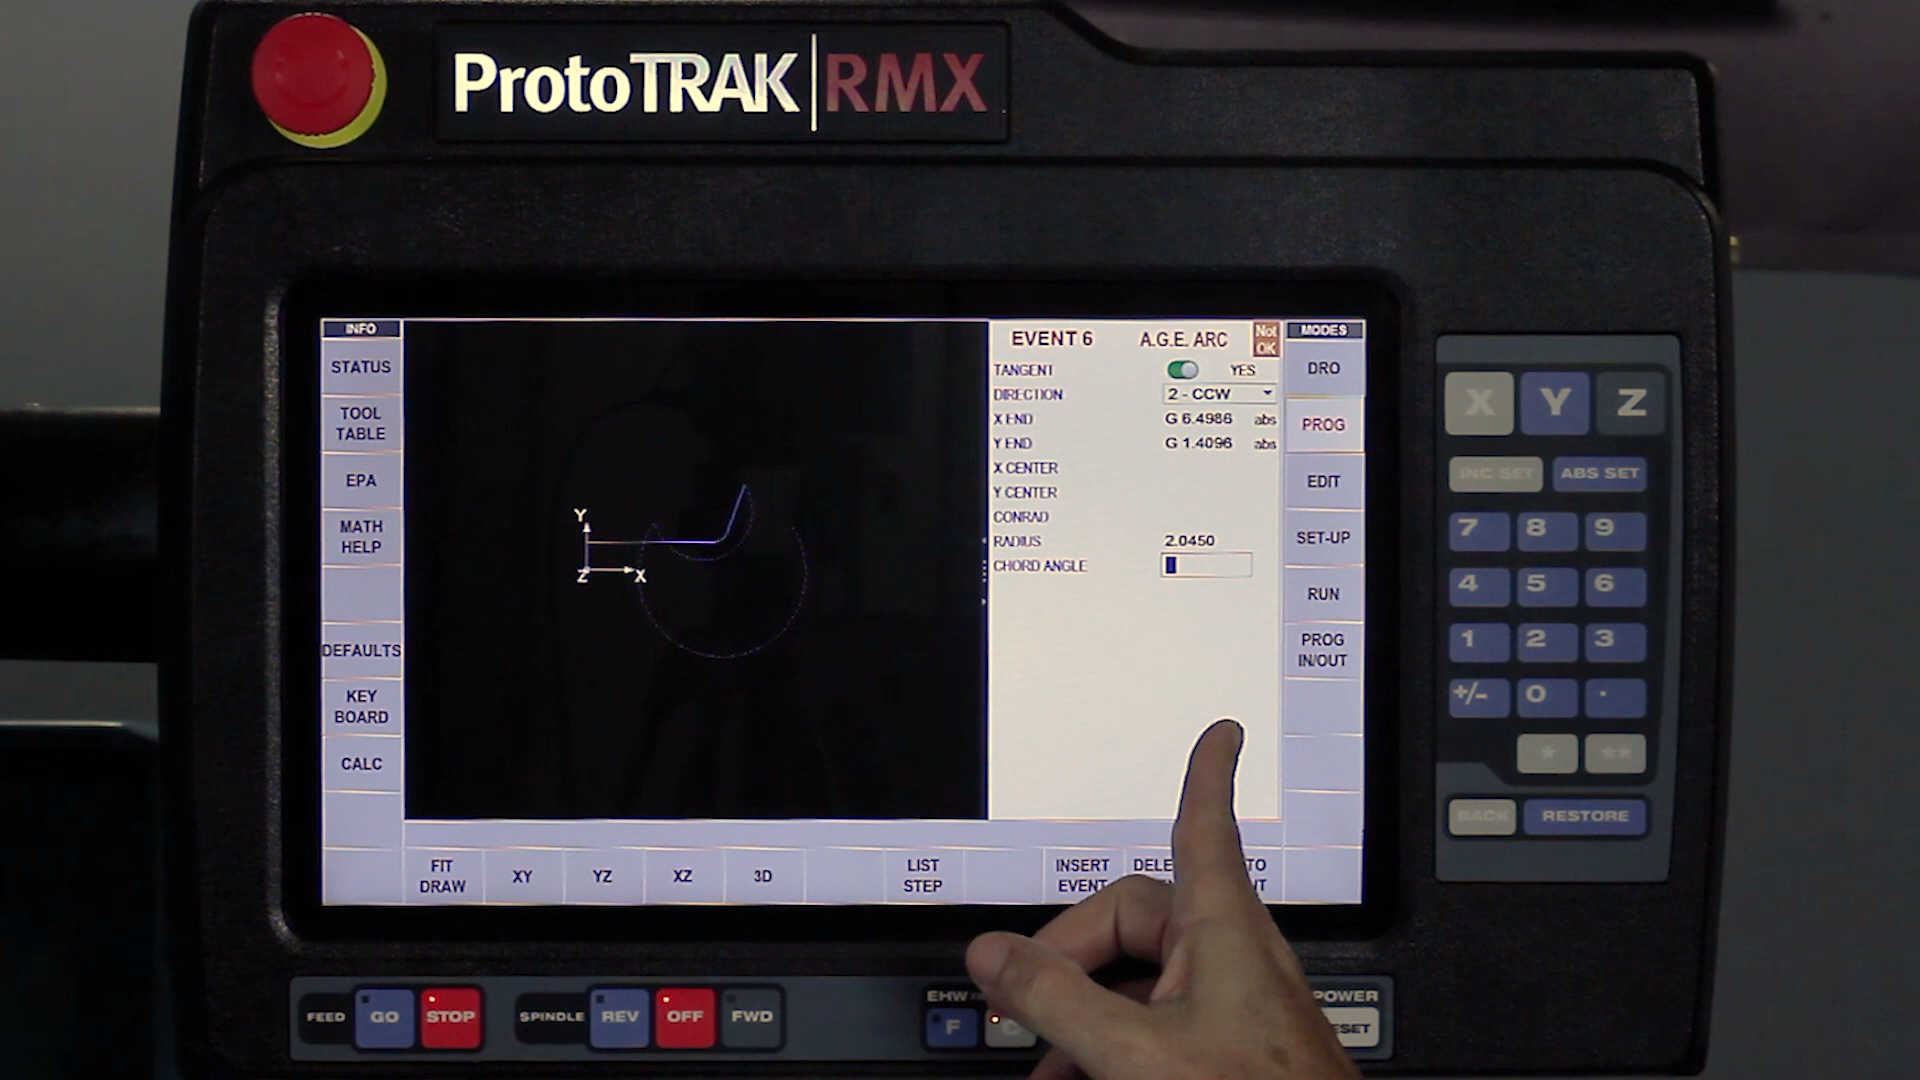 ProtoTRAK RMX
INFO
STATUS
TOOL
TABLE
EPA
MATH
HELP
DEFAULTS
KEY
BOARD
CALC
Y
Z
X
EVENT 6 A.G.E. ARC Not OK
TANGENT YES
DIRECTION 2 - CCW
X END G 6.4986 abs
Y END G 1.4096 abs
X CENTER
Y CENTER
CONRAD
RADIUS 2.0450
CHORD ANGLE
MODES
DRO
PROG
EDIT
SET-UP
RUN
PROG
IN/OUT
FIT
DRAW
XY
YZ
XZ
3D
LIST
STEP
INSERT
EVENT
X Y Z
INC SET ABS SET
7 8 9
4 5 6
1 2 3
+/- 0 .
* **
BACK RESTORE
FEED GO STOP
SPINDLE REV OFF FWD
EHW
F
POWER